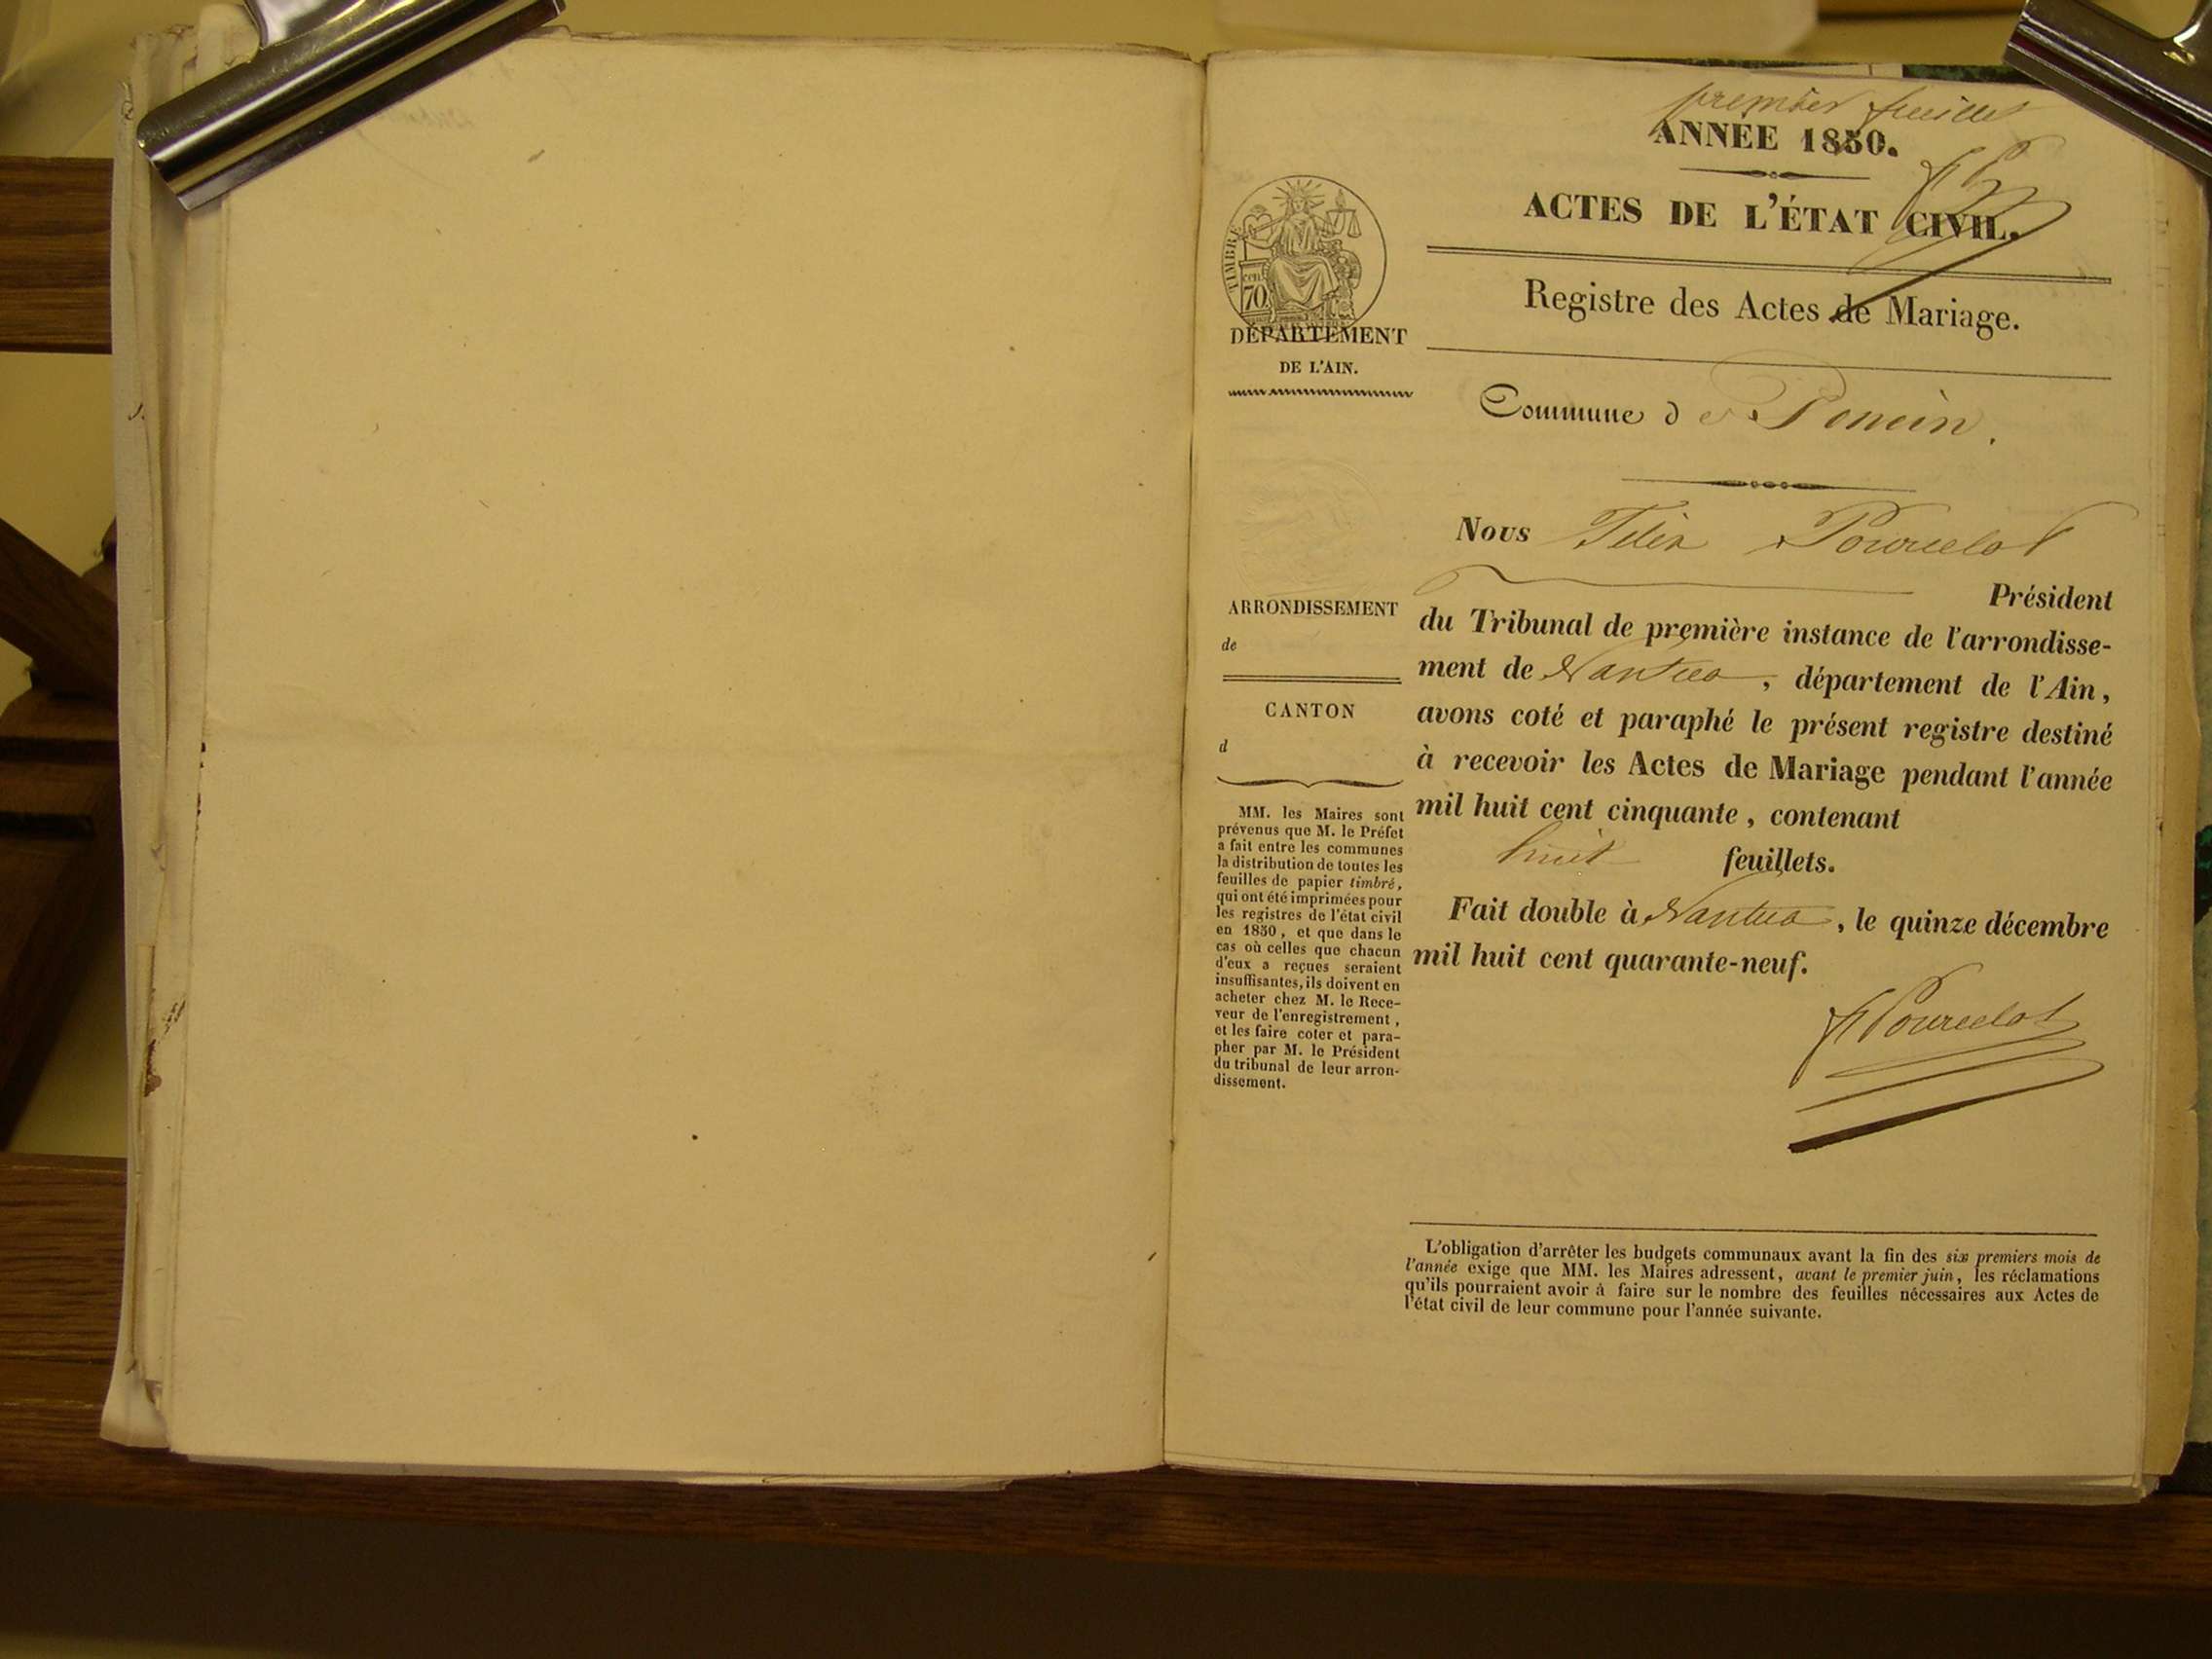 premier feuillet
ANNÉE 1850.
ACTES DE L'ÉTAT CIVIL.
Registre des Actes de Mariage.
TIMBRE
cen.
70
DÉPARTEMENT
DE L'AIN.
Commune de Poncin.
Nous Félix Pourcelot
Président
du Tribunal de première instance de l'arrondisse-
ment de Nantua, département de l'Ain,
avons coté et paraphé le présent registre destiné
à recevoir les Actes de Mariage pendant l'année
mil huit cent cinquante, contenant
huit feuillets.
Fait double à Nantua, le quinze décembre
mil huit cent quarante-neuf.
f Pourcelot
ARRONDISSEMENT
de
CANTON
d
MM. les Maires sont
prévenus que M. le Préfet
a fait entre les communes
la distribution de toutes les
feuilles de papier timbré,
qui ont été imprimées pour
les registres de l'état civil
en 1850, et que dans le
cas où celles que chacun
d'eux a reçues seraient
insuffisantes, ils doivent en
acheter chez M. le Rece-
veur de l'enregistrement,
et les faire coter et para-
pher par M. le Président
du tribunal de leur arron-
dissement.
L'obligation d'arrêter les budgets communaux avant la fin des six premiers mois de
l'année exige que MM. les Maires adressent, avant le premier juin, les réclamations
qu'ils pourraient avoir à faire sur le nombre des feuilles nécessaires aux Actes de
l'état civil de leur commune pour l'année suivante.